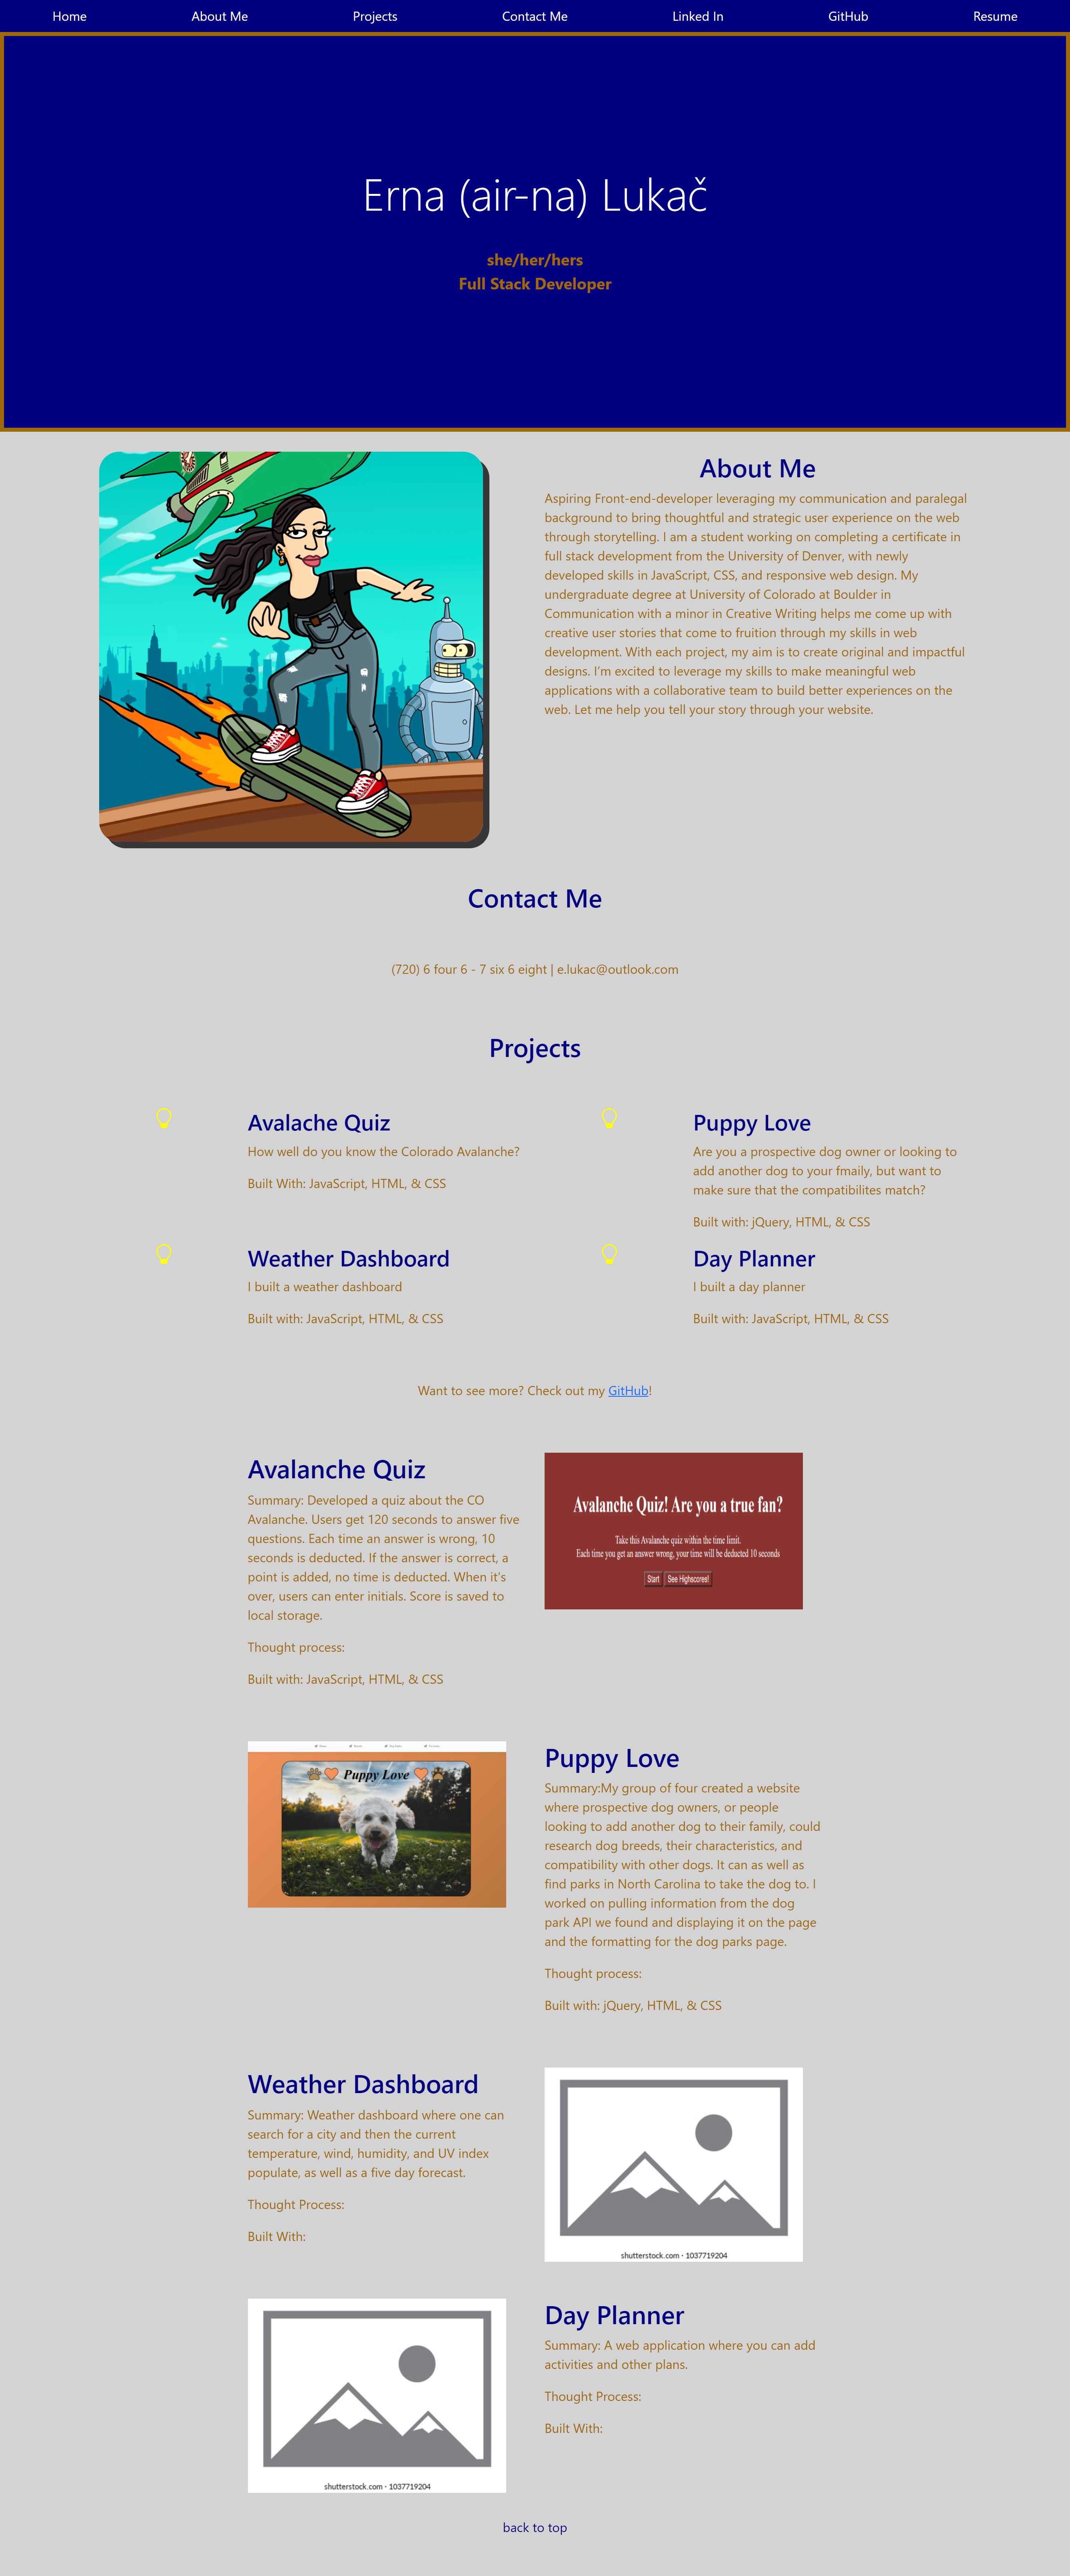 Home About Me Projects Contact Me Linked In GitHub Resume
Erna (air-na) Lukač
she/her/hers
Full Stack Developer
About Me
Aspiring Front-end-developer leveraging my communication and paralegal
background to bring thoughtful and strategic user experience on the web
through storytelling. I am a student working on completing a certificate in
full stack development from the University of Denver, with newly
developed skills in JavaScript, CSS, and responsive web design. My
undergraduate degree at University of Colorado at Boulder in
Communication with a minor in Creative Writing helps me come up with
creative user stories that come to fruition through my skills in web
development. With each project, my aim is to create original and impactful
designs. I'm excited to leverage my skills to make meaningful web
applications with a collaborative team to build better experiences on the
web. Let me help you tell your story through your website.
Contact Me
(720) 6 four 6 - 7 six 6 eight | e.lukac@outlook.com
Projects
Avalache Quiz
How well do you know the Colorado Avalanche?
Built With: JavaScript, HTML, & CSS
Puppy Love
Are you a prospective dog owner or looking to
add another dog to your fmaily, but want to
make sure that the compatibilites match?
Built with: jQuery, HTML, & CSS
Weather Dashboard
I built a weather dashboard
Built with: JavaScript, HTML, & CSS
Day Planner
I built a day planner
Built with: JavaScript, HTML, & CSS
Want to see more? Check out my GitHub!
Avalanche Quiz
Summary: Developed a quiz about the CO
Avalanche. Users get 120 seconds to answer five
questions. Each time an answer is wrong, 10
seconds is deducted. If the answer is correct, a
point is added, no time is deducted. When it's
over, users can enter initials. Score is saved to
local storage.
Thought process:
Built with: JavaScript, HTML, & CSS
Avalanche Quiz! Are you a true fan?
Take this Avalanche quiz within the time limit.
Each time you get an answer wrong, your time will be deducted 10 seconds
Start See Highscores!
Puppy Love
Puppy Love
Summary:My group of four created a website
where prospective dog owners, or people
looking to add another dog to their family, could
research dog breeds, their characteristics, and
compatibility with other dogs. It can as well as
find parks in North Carolina to take the dog to. I
worked on pulling information from the dog
park API we found and displaying it on the page
and the formatting for the dog parks page.
Thought process:
Built with: jQuery, HTML, & CSS
Weather Dashboard
Summary: Weather dashboard where one can
search for a city and then the current
temperature, wind, humidity, and UV index
populate, as well as a five day forecast.
Thought Process:
Built With:
shutterstock.com • 1037719204
shutterstock.com • 1037719204
Day Planner
Summary: A web application where you can add
activities and other plans.
Thought Process:
Built With:
back to top